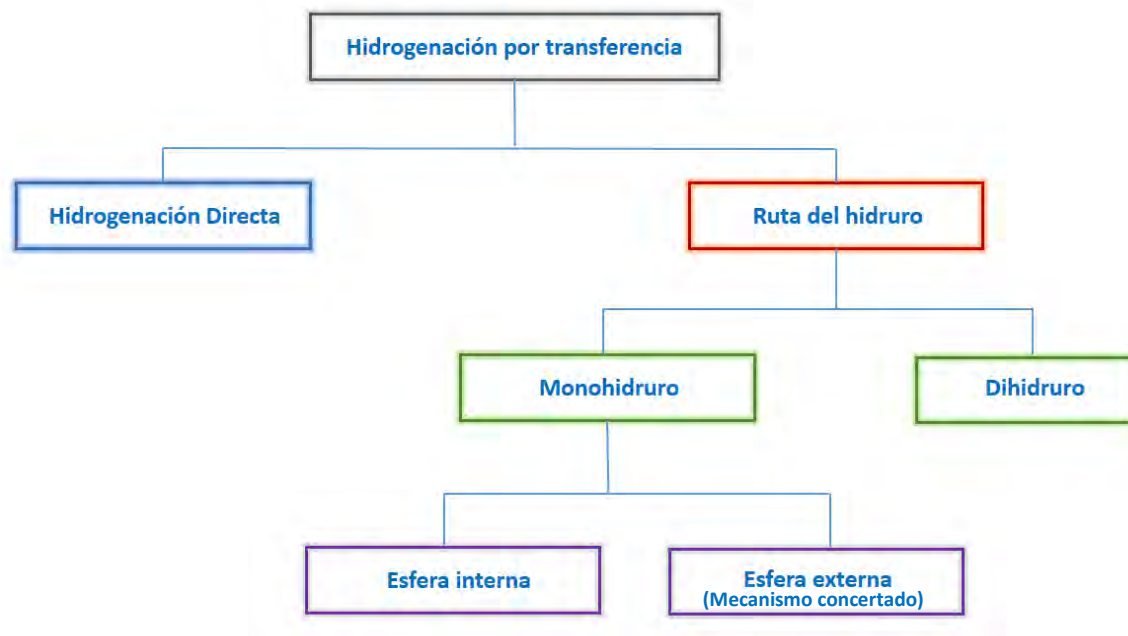 Hidrogenación por transferencia
Hidrogenación Directa
Ruta del hidruro
Monohidruro
Dihidruro
Esfera interna
Esfera externa
(Mecanismo concertado)